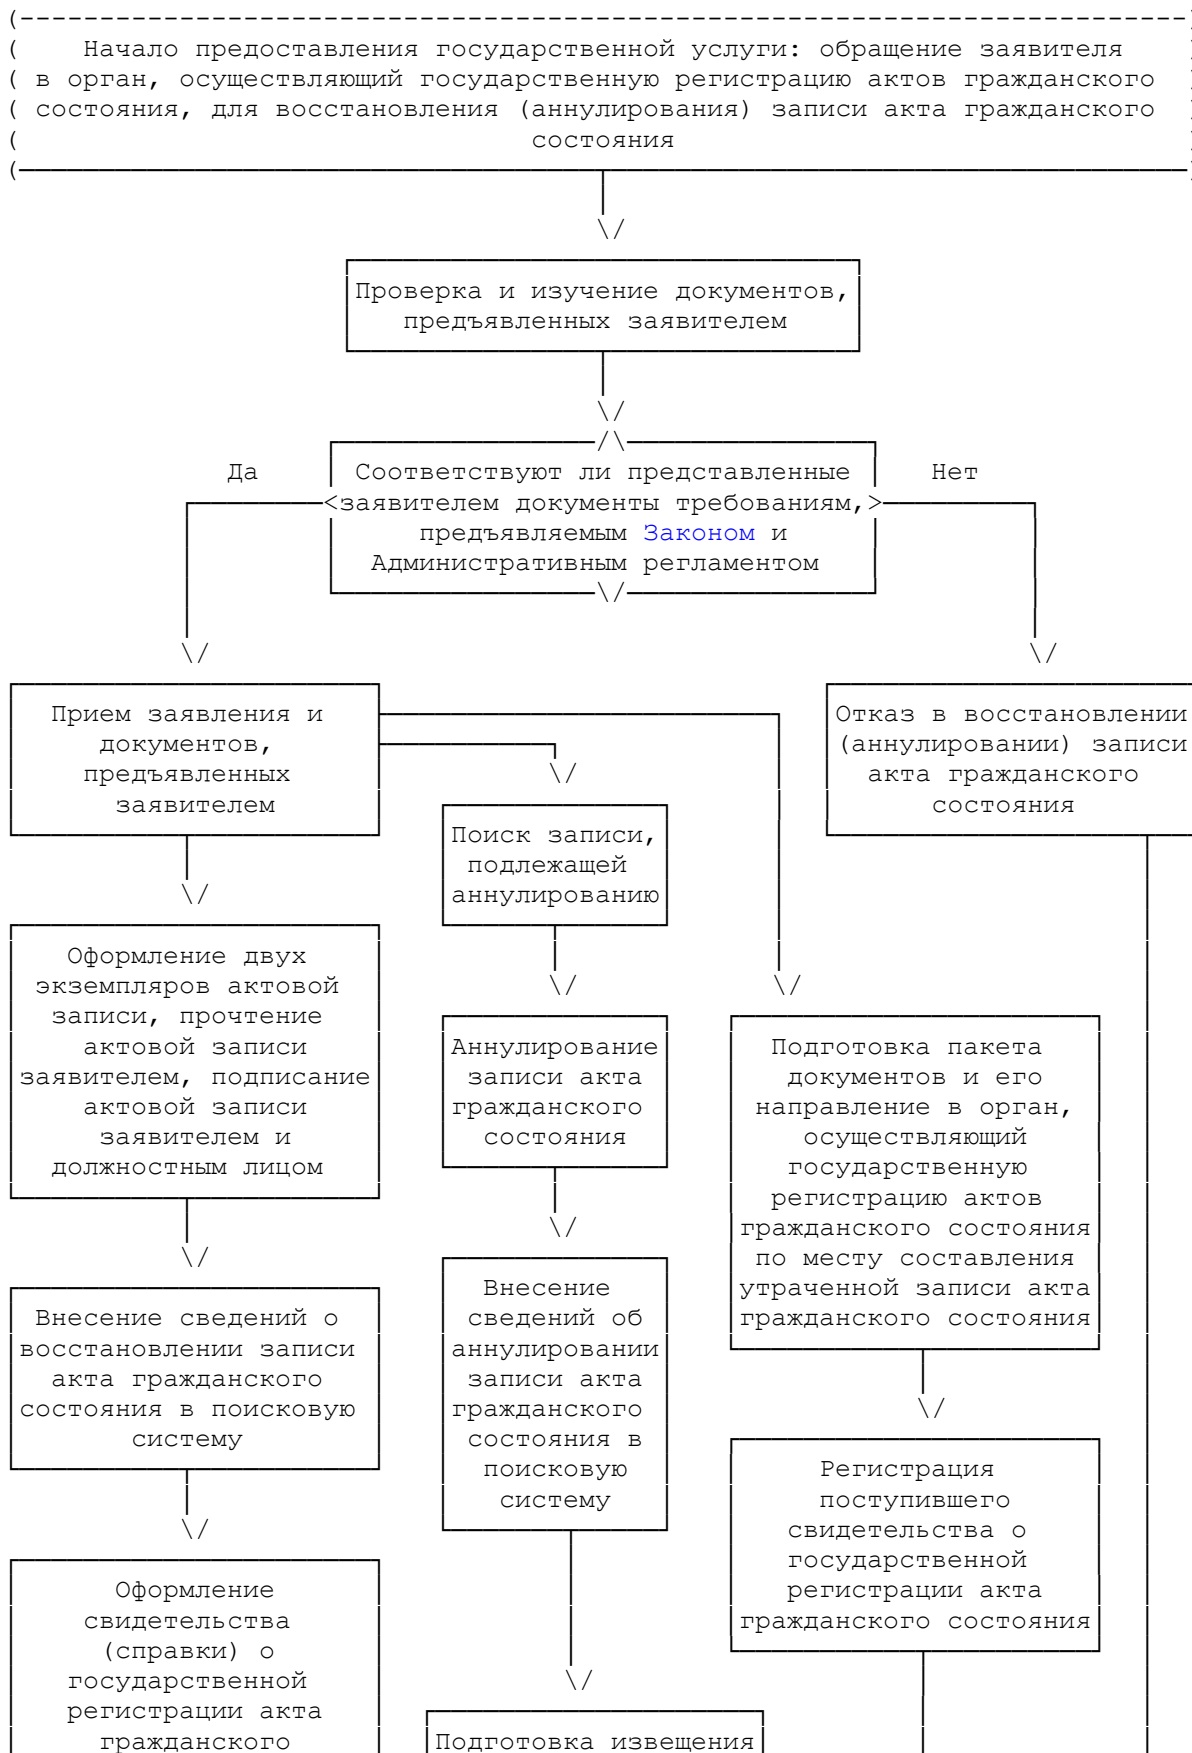 Начало предоставления государственной услуги: обращение заявителя
в орган, осуществляющий государственную регистрацию актов гражданского
состояния, для восстановления (аннулирования) записи акта гражданского
состояния
Проверка и изучение документов,
предъявленных заявителем
Да
Соответствуют ли представленные
заявителем документы требованиям,
предъявляемым Законом и
Административным регламентом
Нет
Прием заявления и
документов,
предъявленных
заявителем
Отказ в восстановлении
(аннулировании) записи
акта гражданского
состояния
Поиск записи,
подлежащей
аннулированию
Оформление двух
экземпляров актовой
записи, прочтение
актовой записи
заявителем, подписание
актовой записи
заявителем и
должностным лицом
Аннулирование
записи акта
гражданского
состояния
Подготовка пакета
документов и его
направление в орган,
осуществляющий
государственную
регистрацию актов
гражданского состояния
по месту составления
утраченной записи акта
гражданского состояния
Внесение сведений о
восстановлении записи
акта гражданского
состояния в поисковую
систему
Внесение
сведений об
аннулировании
записи акта
гражданского
состояния в
поисковую
систему
Регистрация
поступившего
свидетельства о
государственной
регистрации акта
гражданского состояния
Оформление
свидетельства
(справки) о
государственной
регистрации акта
гражданского
Подготовка извещения